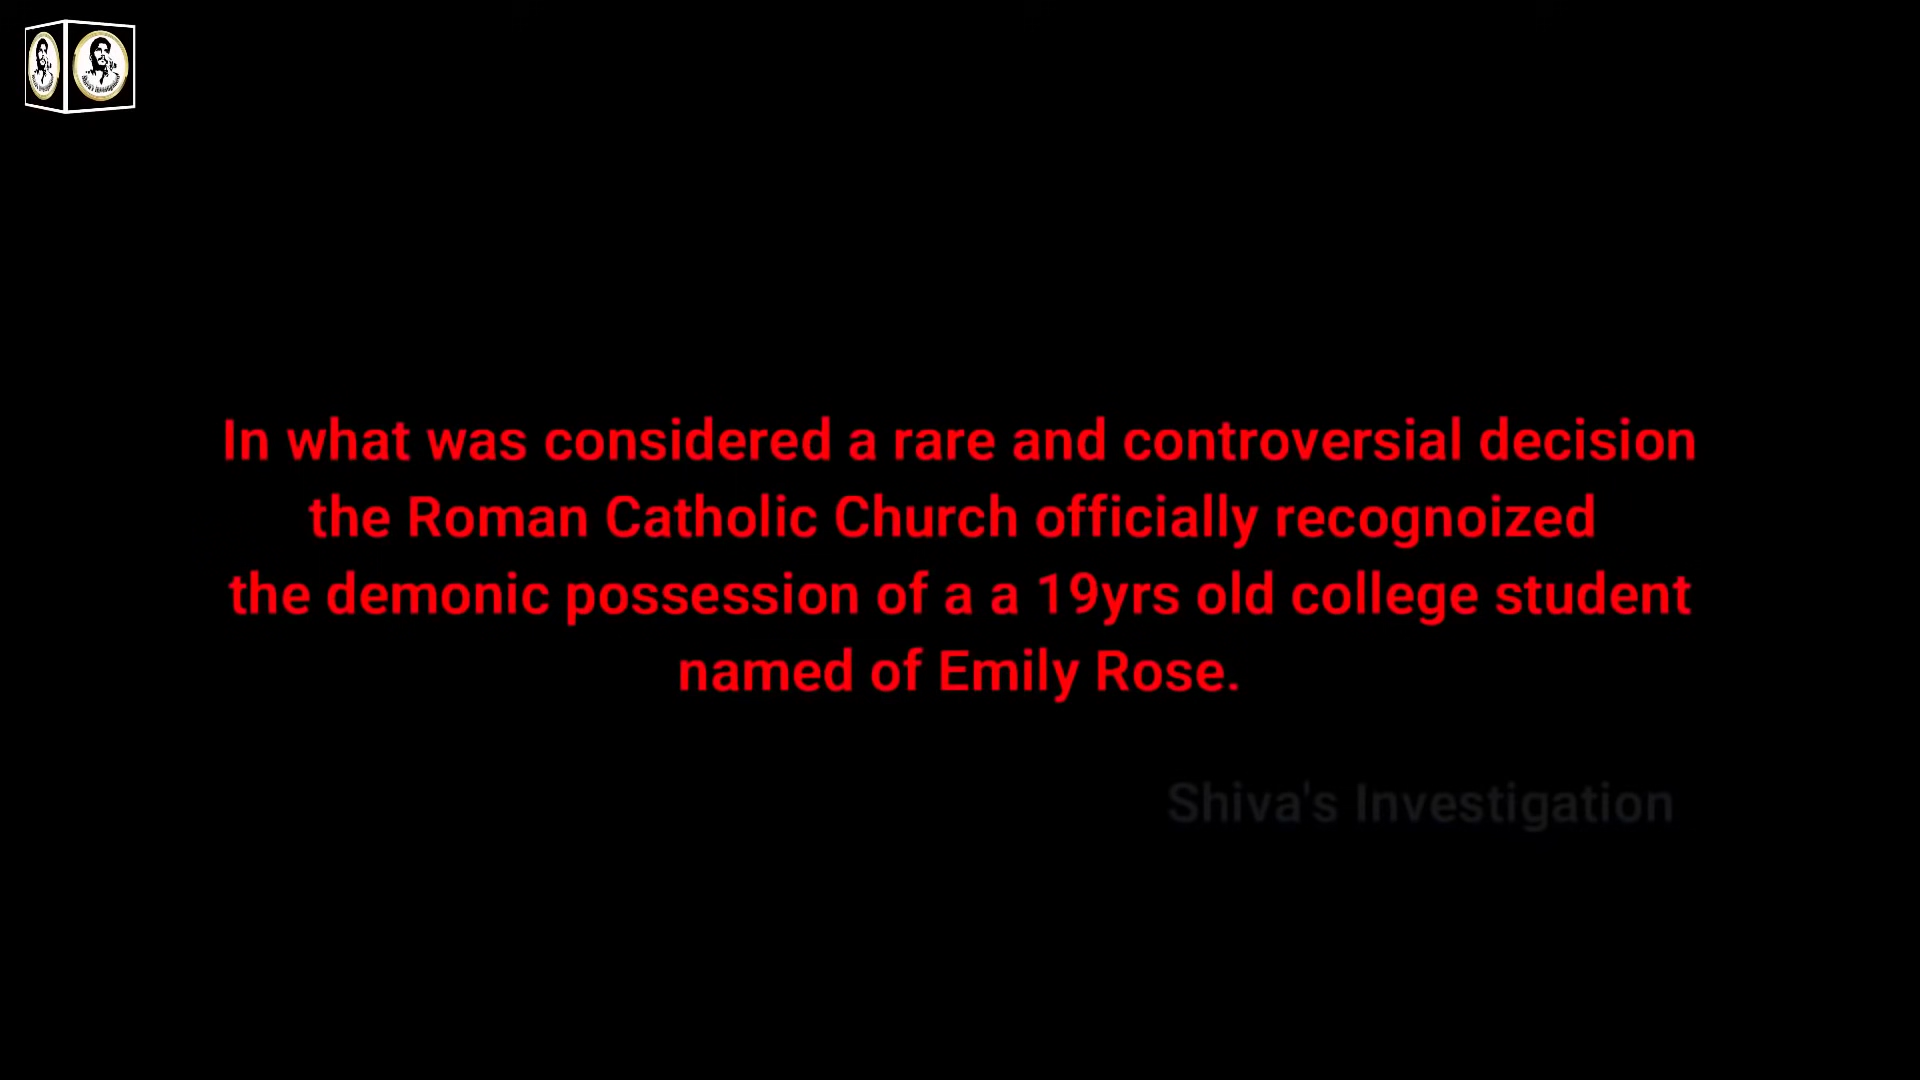 In what was considered a rare and controversial decision
the Roman Catholic Church officially recognoized
the demonic possession of a a 19yrs old college student
named of Emily Rose.
Shiva's Investigation